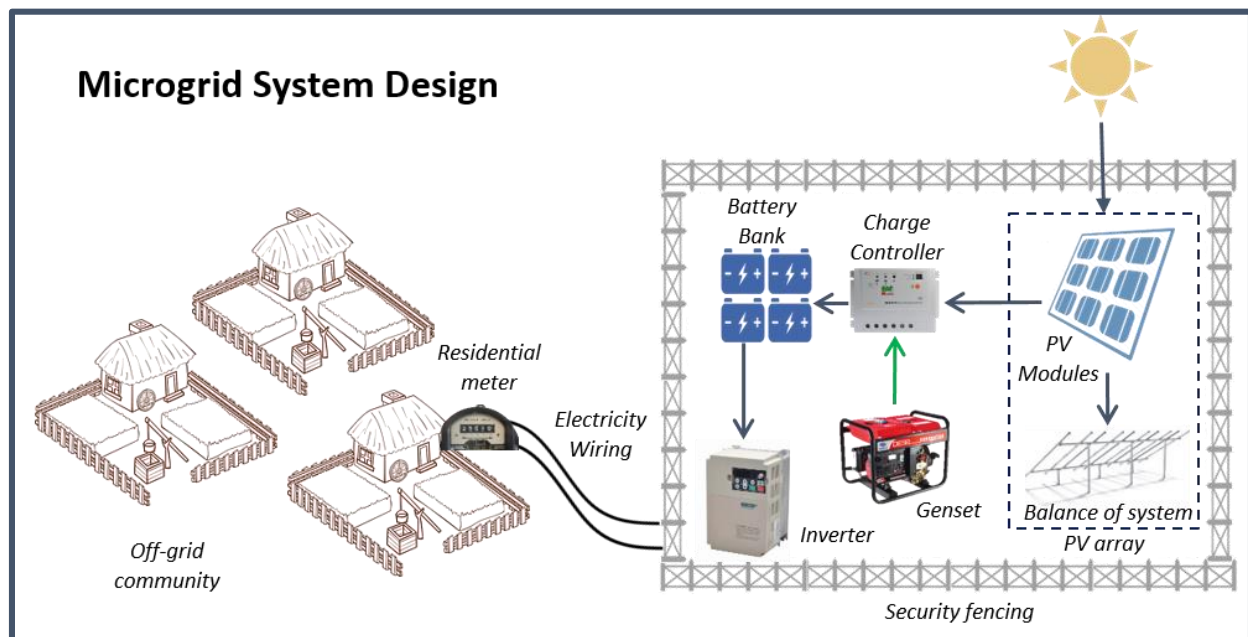 Microgrid System Design
Battery
Bank
Charge
Controller
PV
Modules
Residential
meter
Electricity
Wiring
Off-grid
community
Inverter
Genset
Balance of system
PV array
Security fencing